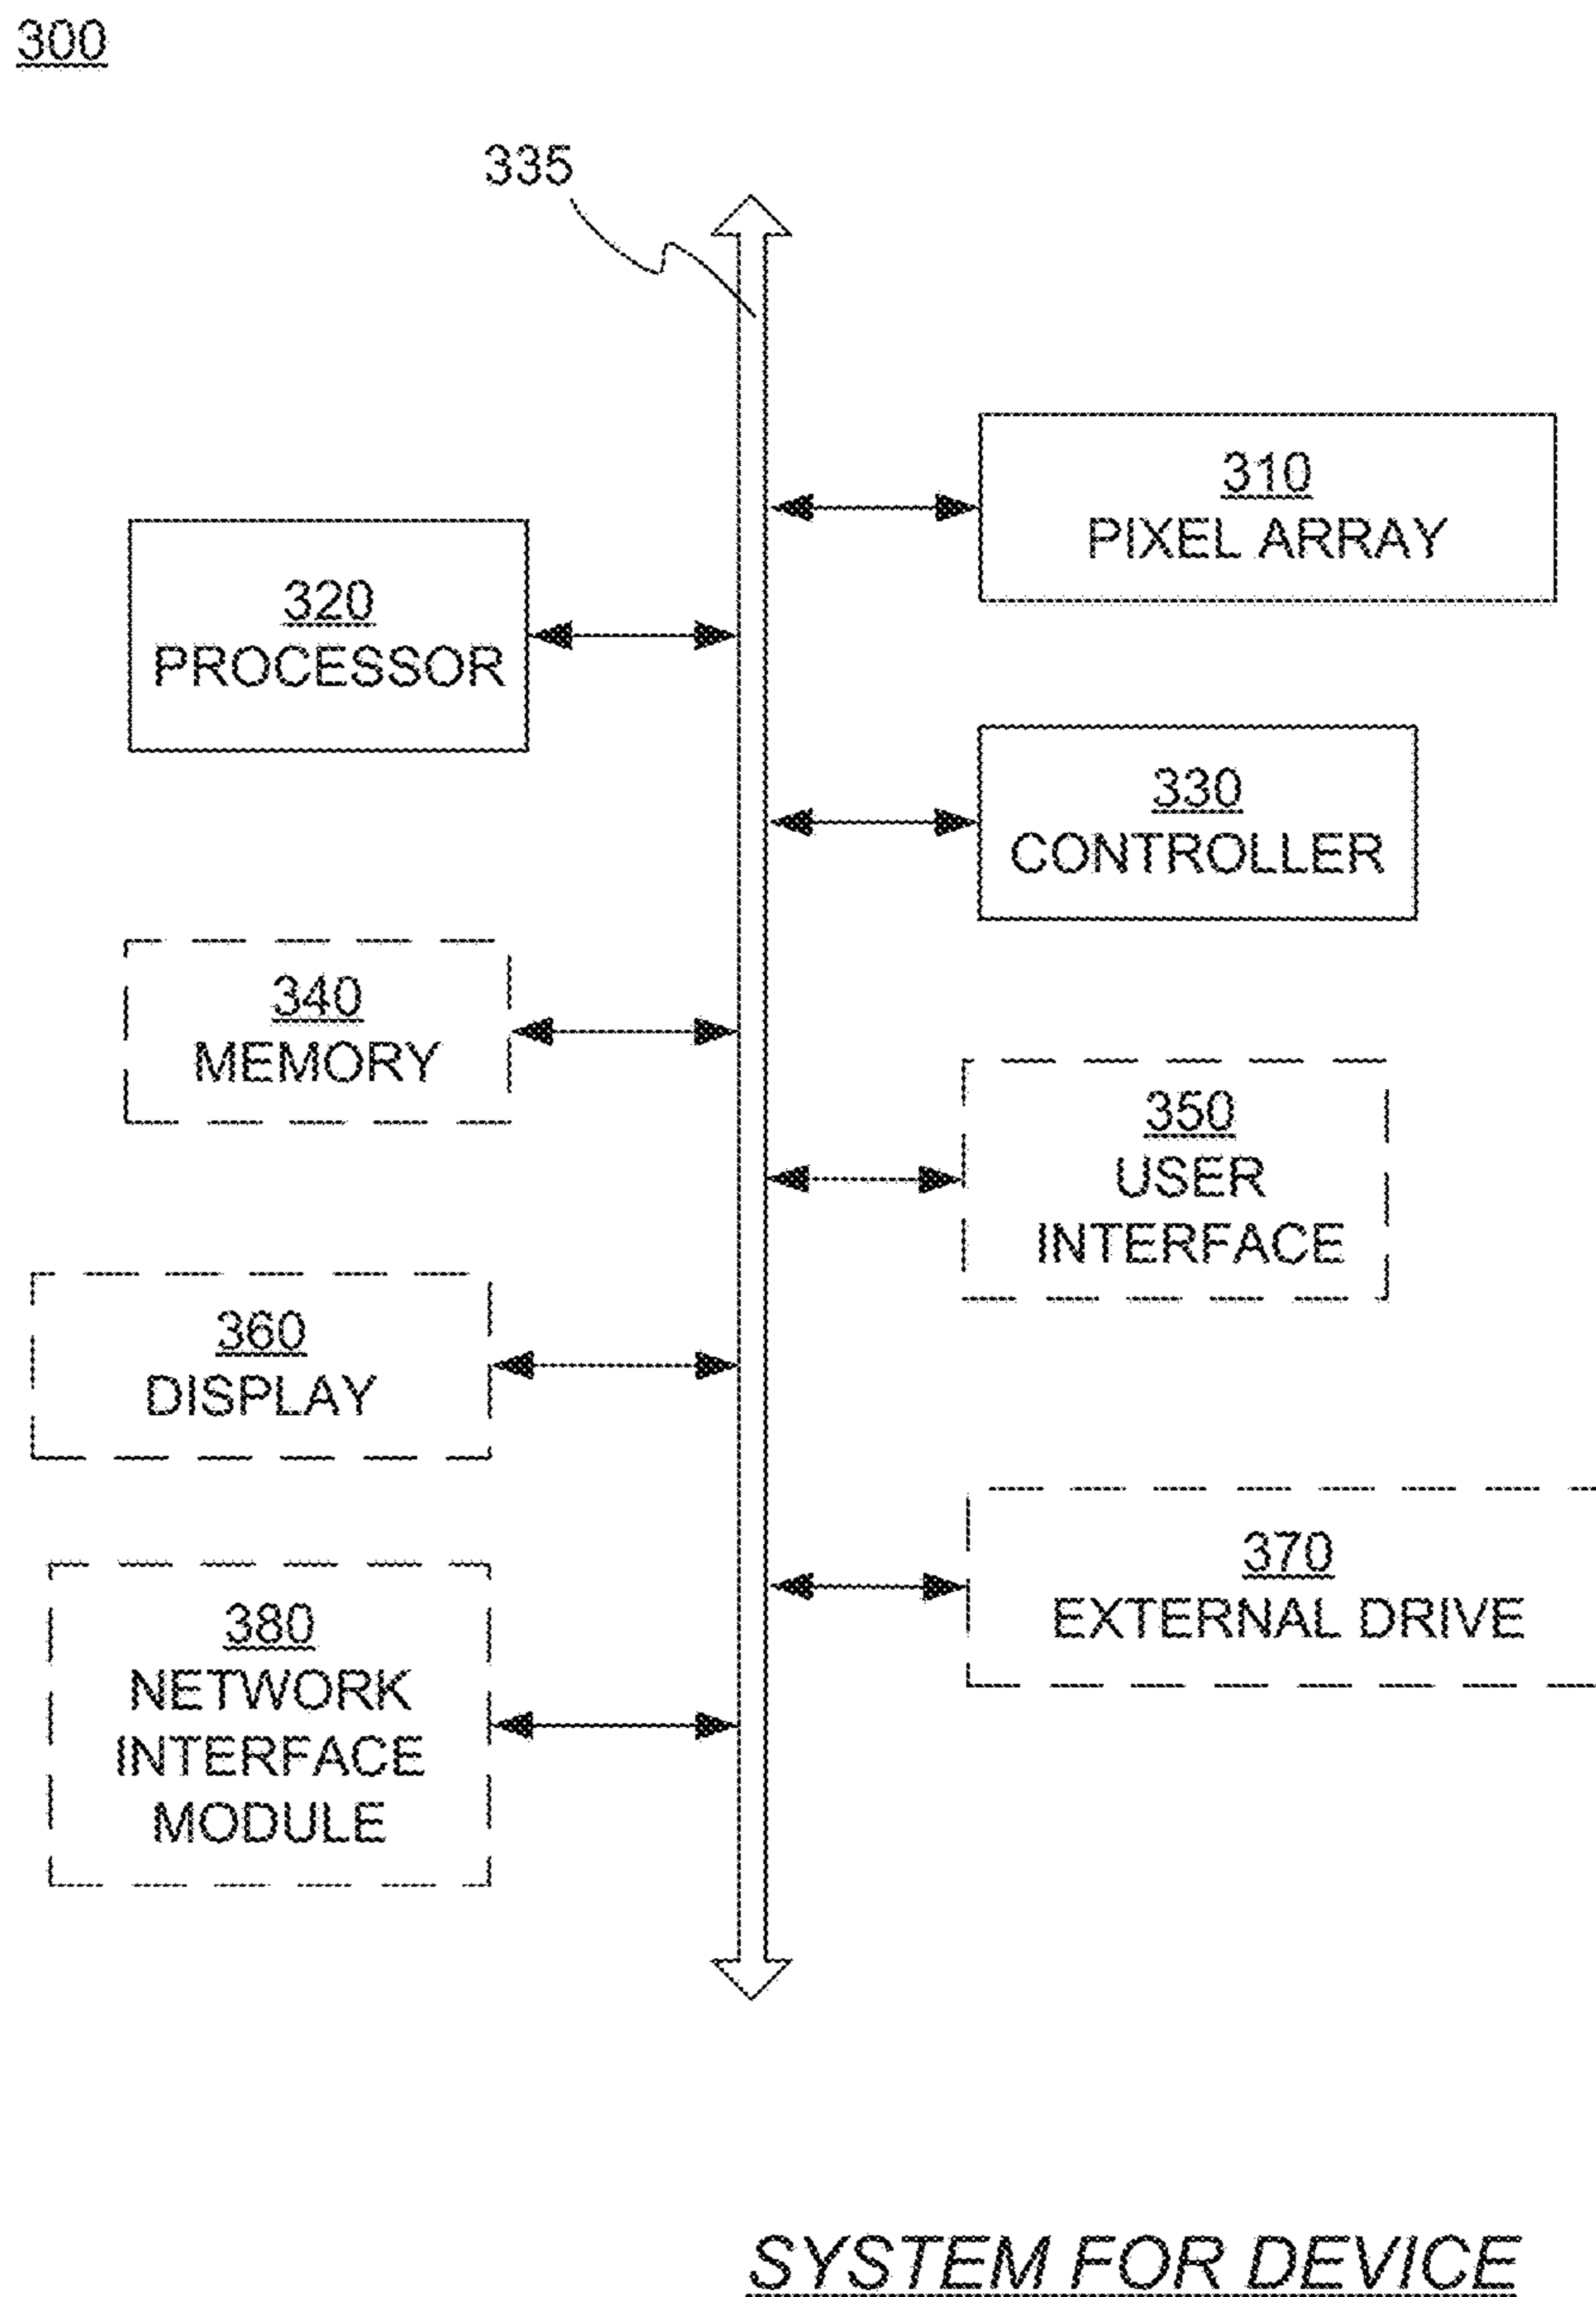 300
335
310
PIXEL ARRAY
320
PROCESSOR
330
CONTROLLER
340
MEMORY
350
USER
INTERFACE
360
DISPLAY
370
EXTERNAL DRIVE
380
NETWORK
INTERFACE
MODULE
SYSTEM FOR DEVICE